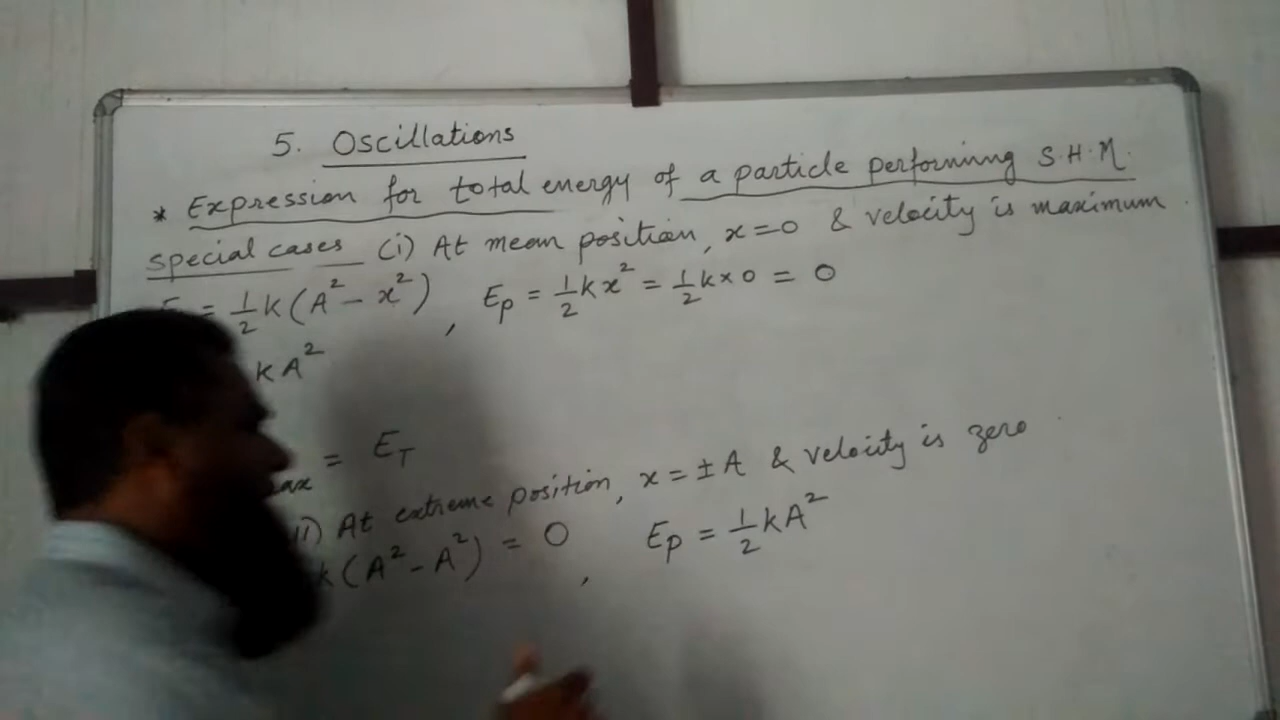 5. Oscillations
* Expression for total energy of a particle performing S.H.M.
special cases (i) At mean position, x=0 & velocity is maximum
= 1/2 k(A² - x²) , Ep = 1/2 kx² = 1/2 k×0 = 0
kA²
= E_T
ii) At extreme position, x = ±A & velocity is zero
k(A² - A²) = 0 , Ep = 1/2 kA²